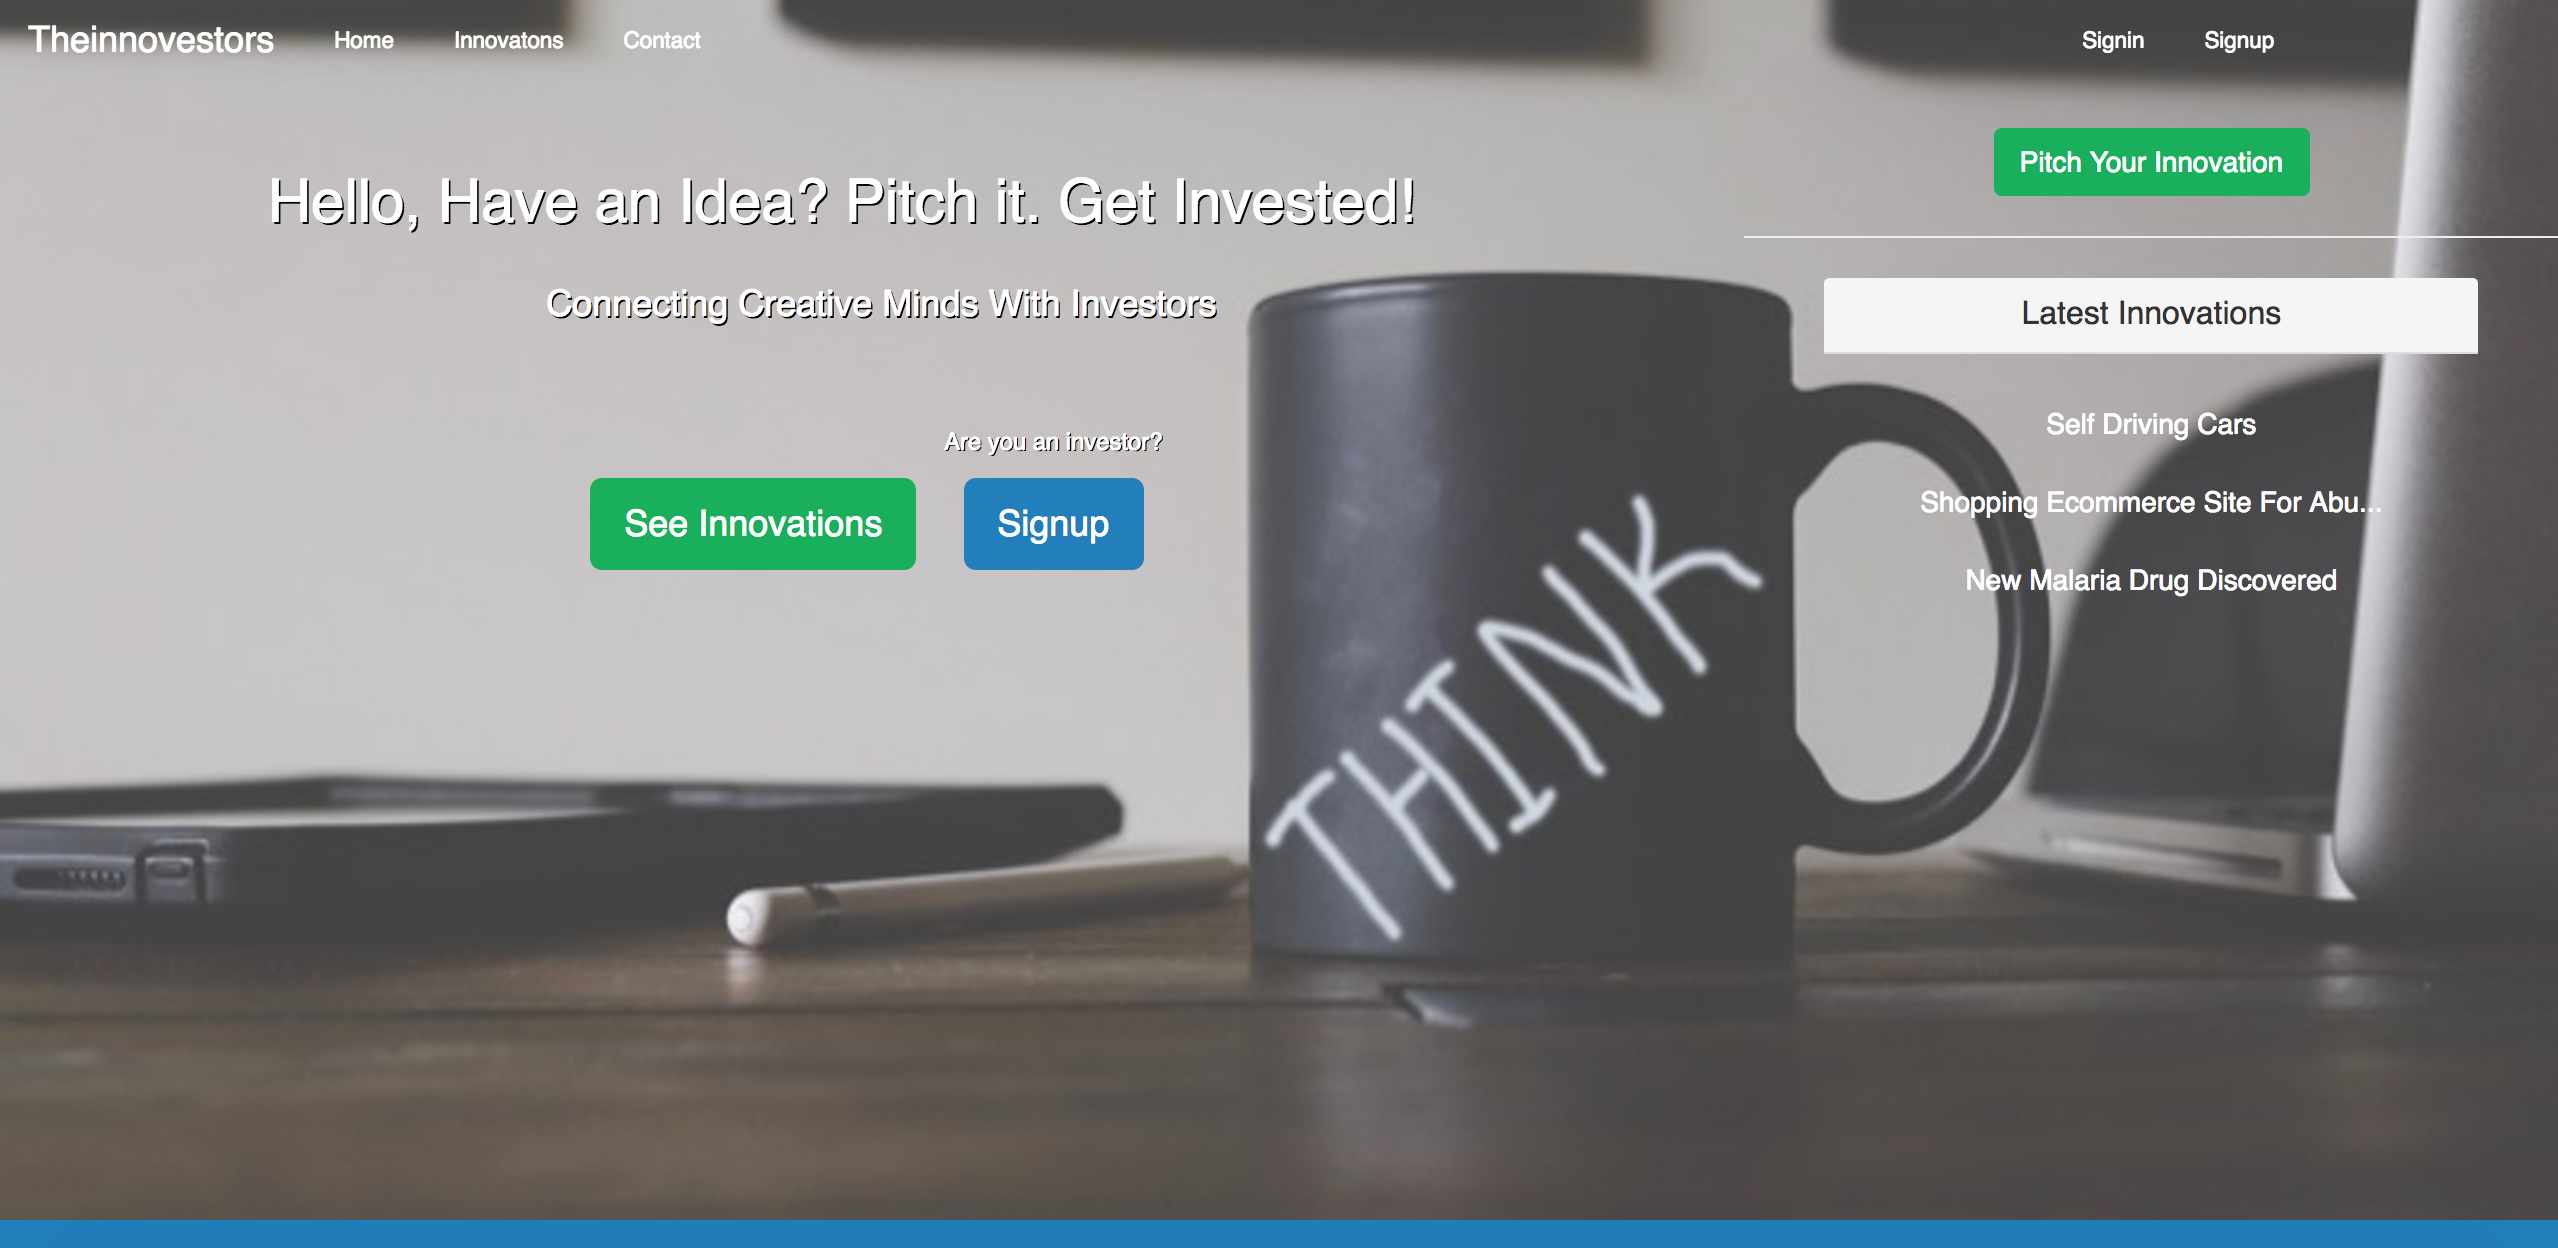 Theinnovestors Home Innovatons Contact Signin Signup
Pitch Your Innovation
Hello, Have an Idea? Pitch it. Get Invested!
Connecting Creative Minds With Investors
Are you an investor?
See Innovations Signup
Latest Innovations
Self Driving Cars
Shopping Ecommerce Site For Abu...
New Malaria Drug Discovered
THINK